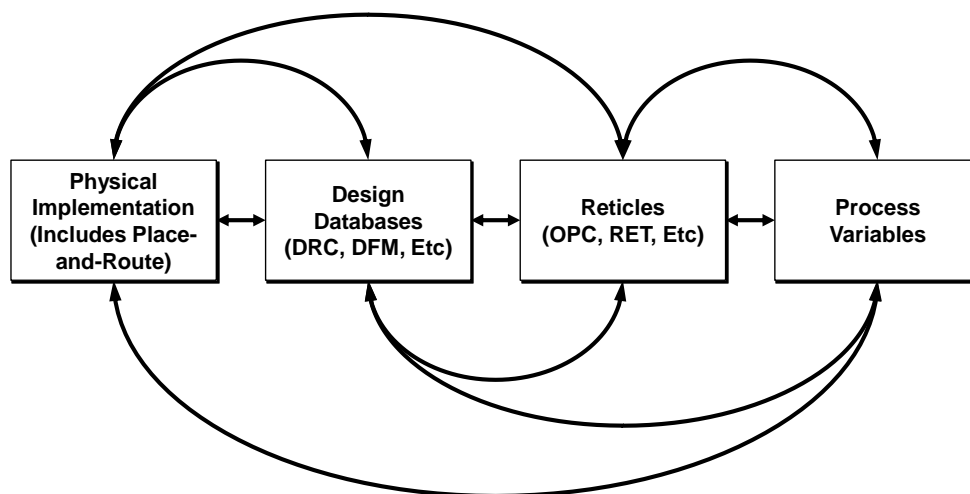 Physical
Implementation
(Includes Place-
and-Route)
Design
Databases
(DRC, DFM, Etc)
Reticles
(OPC, RET, Etc)
Process
Variables